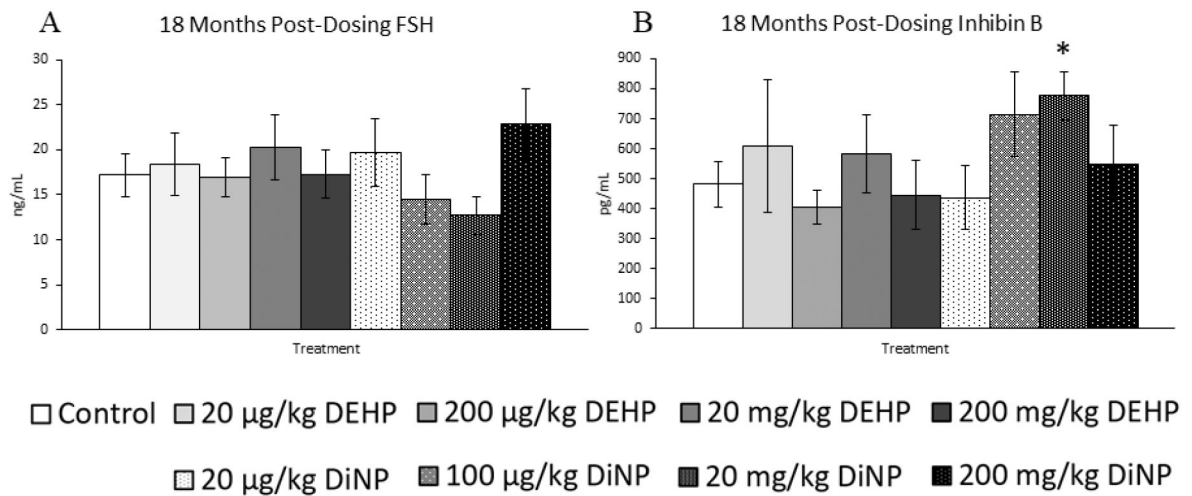 A
18 Months Post-Dosing FSH
30
25
20
15
10
5
0
ng/mL
Treatment
B
18 Months Post-Dosing Inhibin B
*
900
800
700
600
500
400
300
200
100
0
pg/mL
Treatment
Control 20 µg/kg DEHP 200 µg/kg DEHP 20 mg/kg DEHP 200 mg/kg DEHP
20 µg/kg DiNP 100 µg/kg DiNP 20 mg/kg DiNP 200 mg/kg DiNP